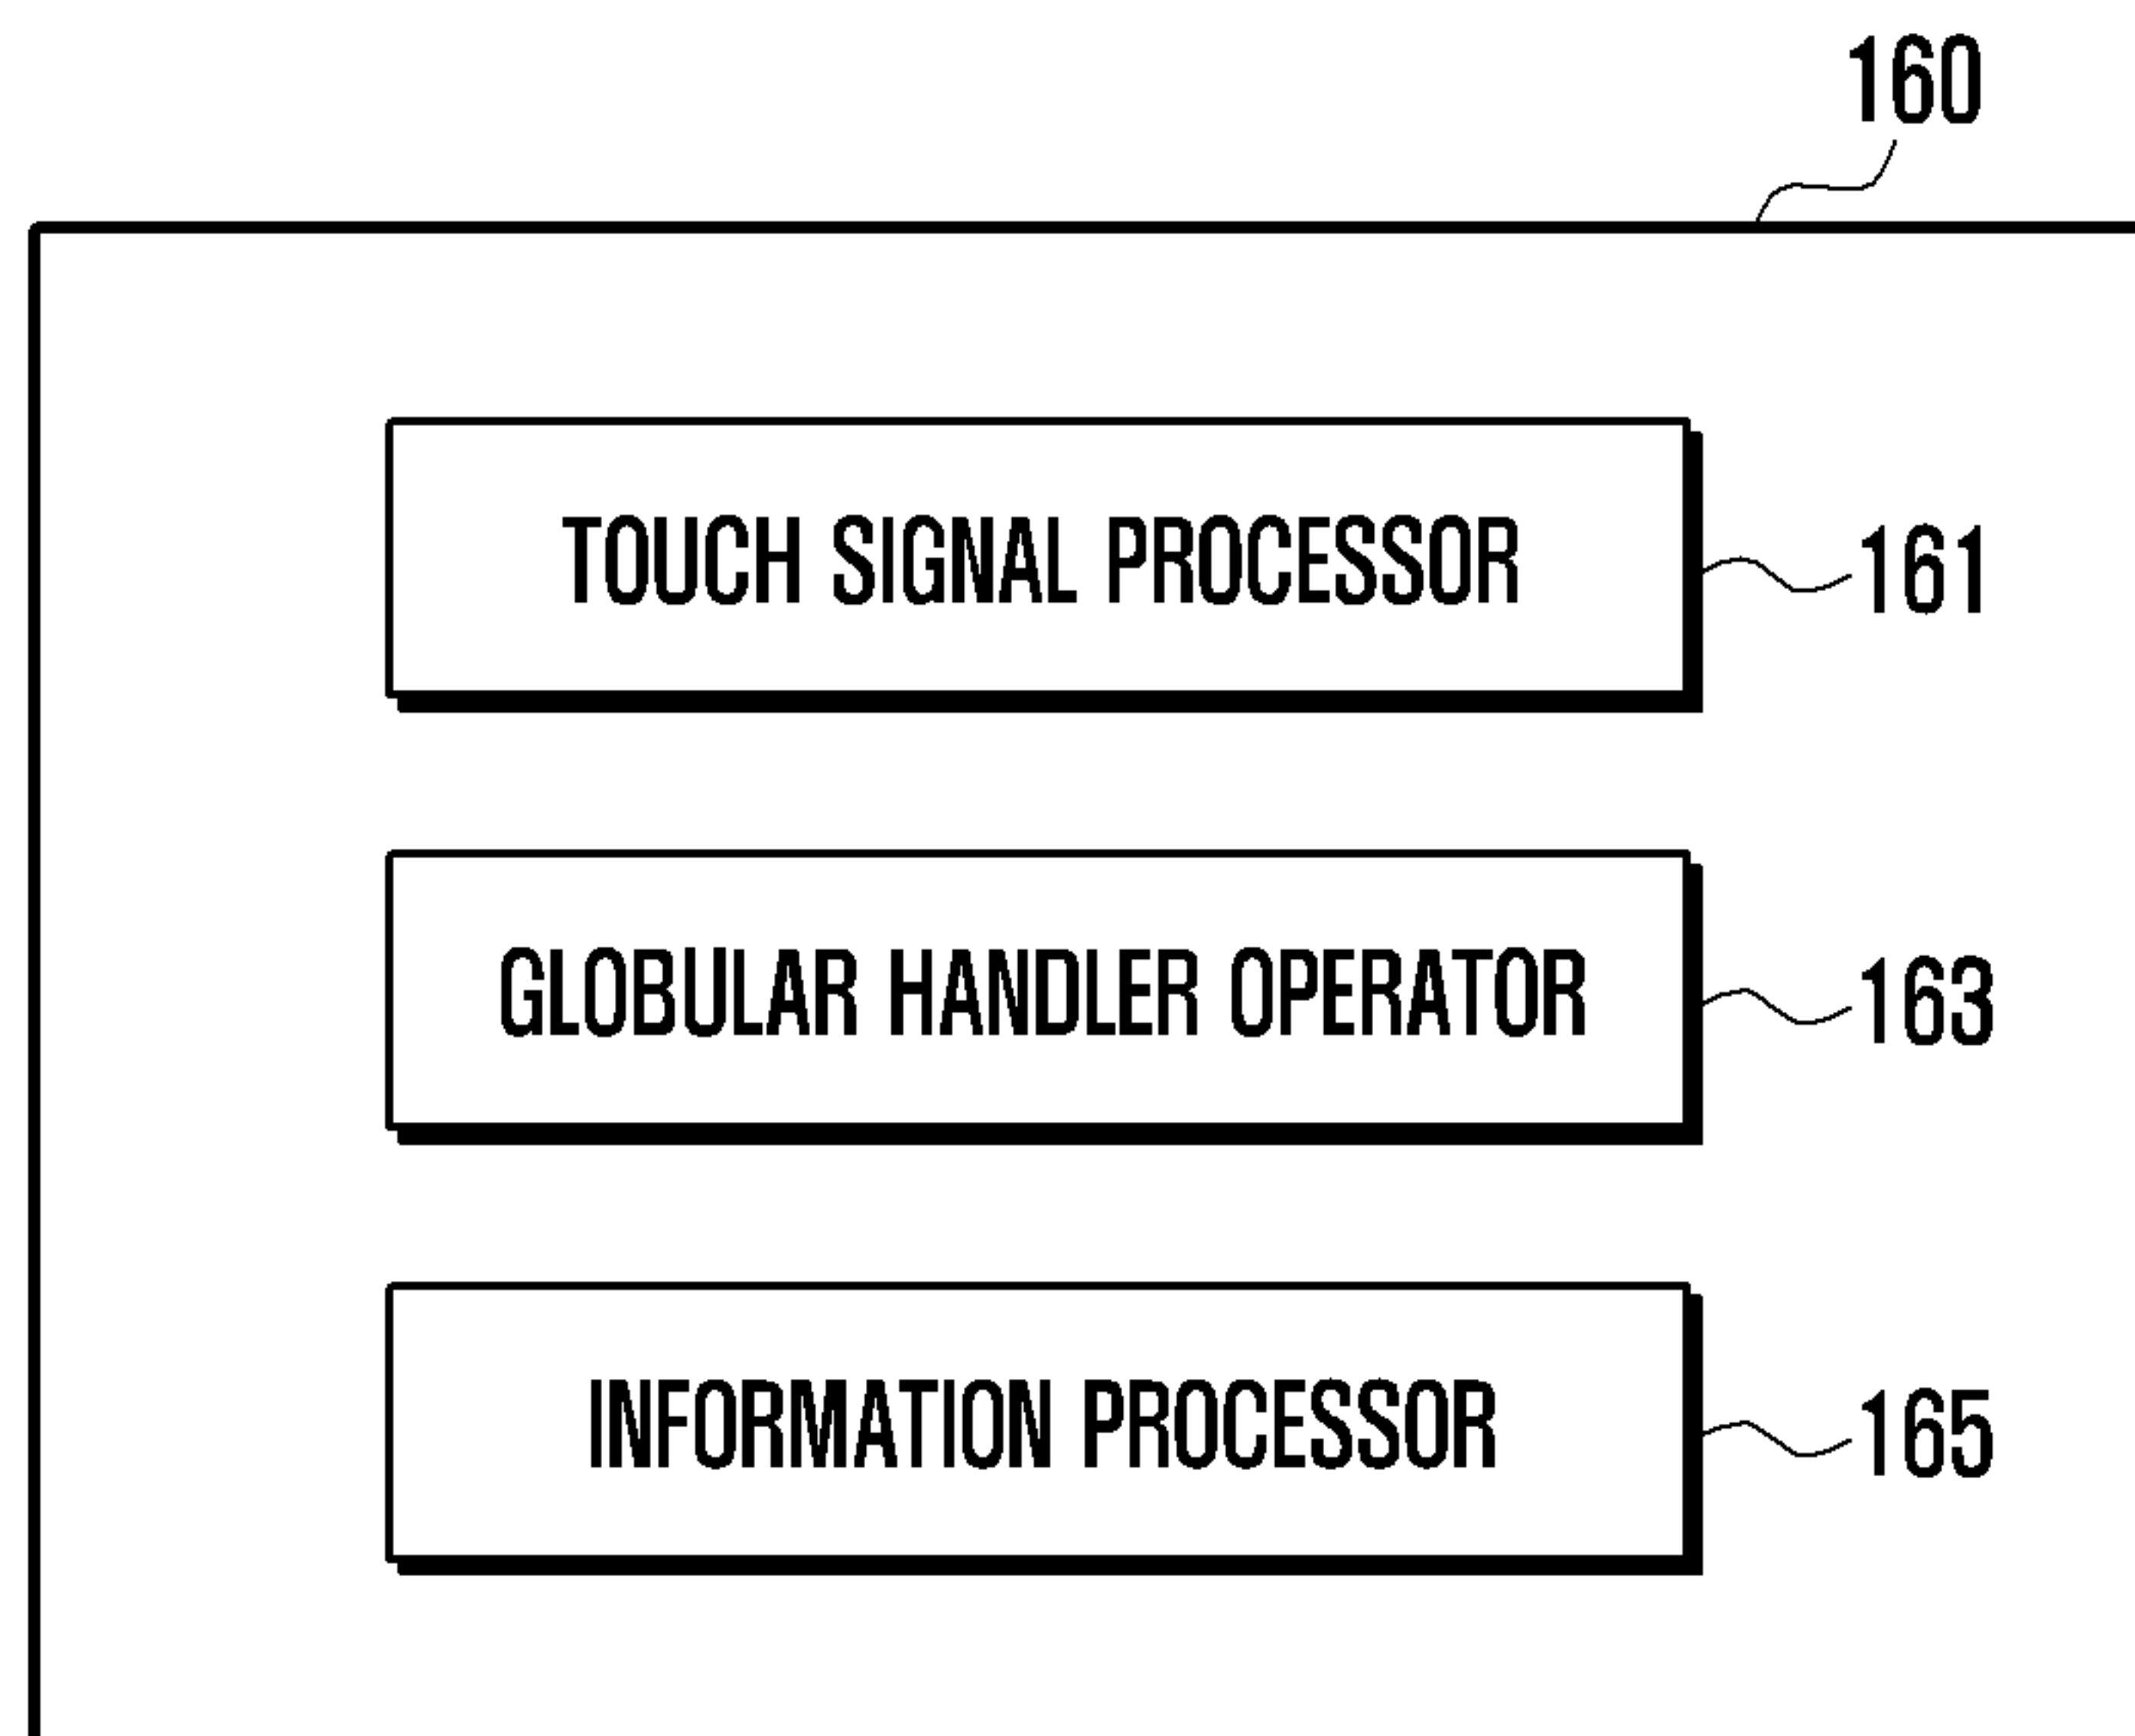 160
TOUCH SIGNAL PROCESSOR
161
GLOBULAR HANDLER OPERATOR
163
INFORMATION PROCESSOR
165